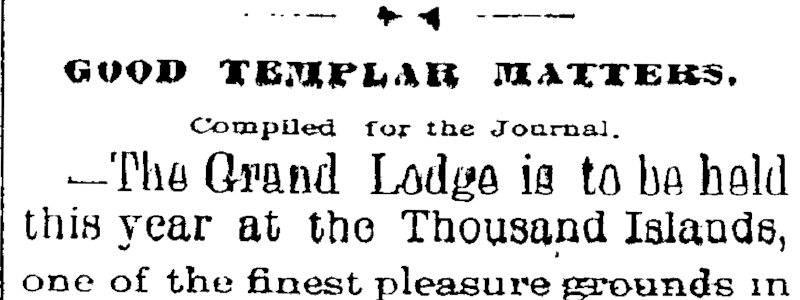 GOOD TEMPLAR MATTERS.
Compiled for the Journal.
—The Grand Lodge is to be held
this year at the Thousand Islands,
one of the finest pleasure grounds in